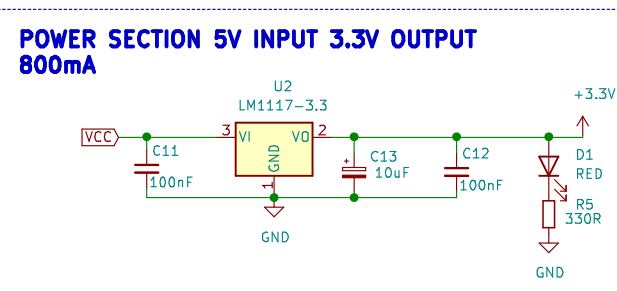 POWER SECTION 5V INPUT 3.3V OUTPUT
800mA
U2
LM1117-3.3
+3.3V
VCC
3
VI
VO
2
GND
1
C11
100nF
C13
+
10uF
C12
100nF
D1
RED
R5
330R
GND
GND